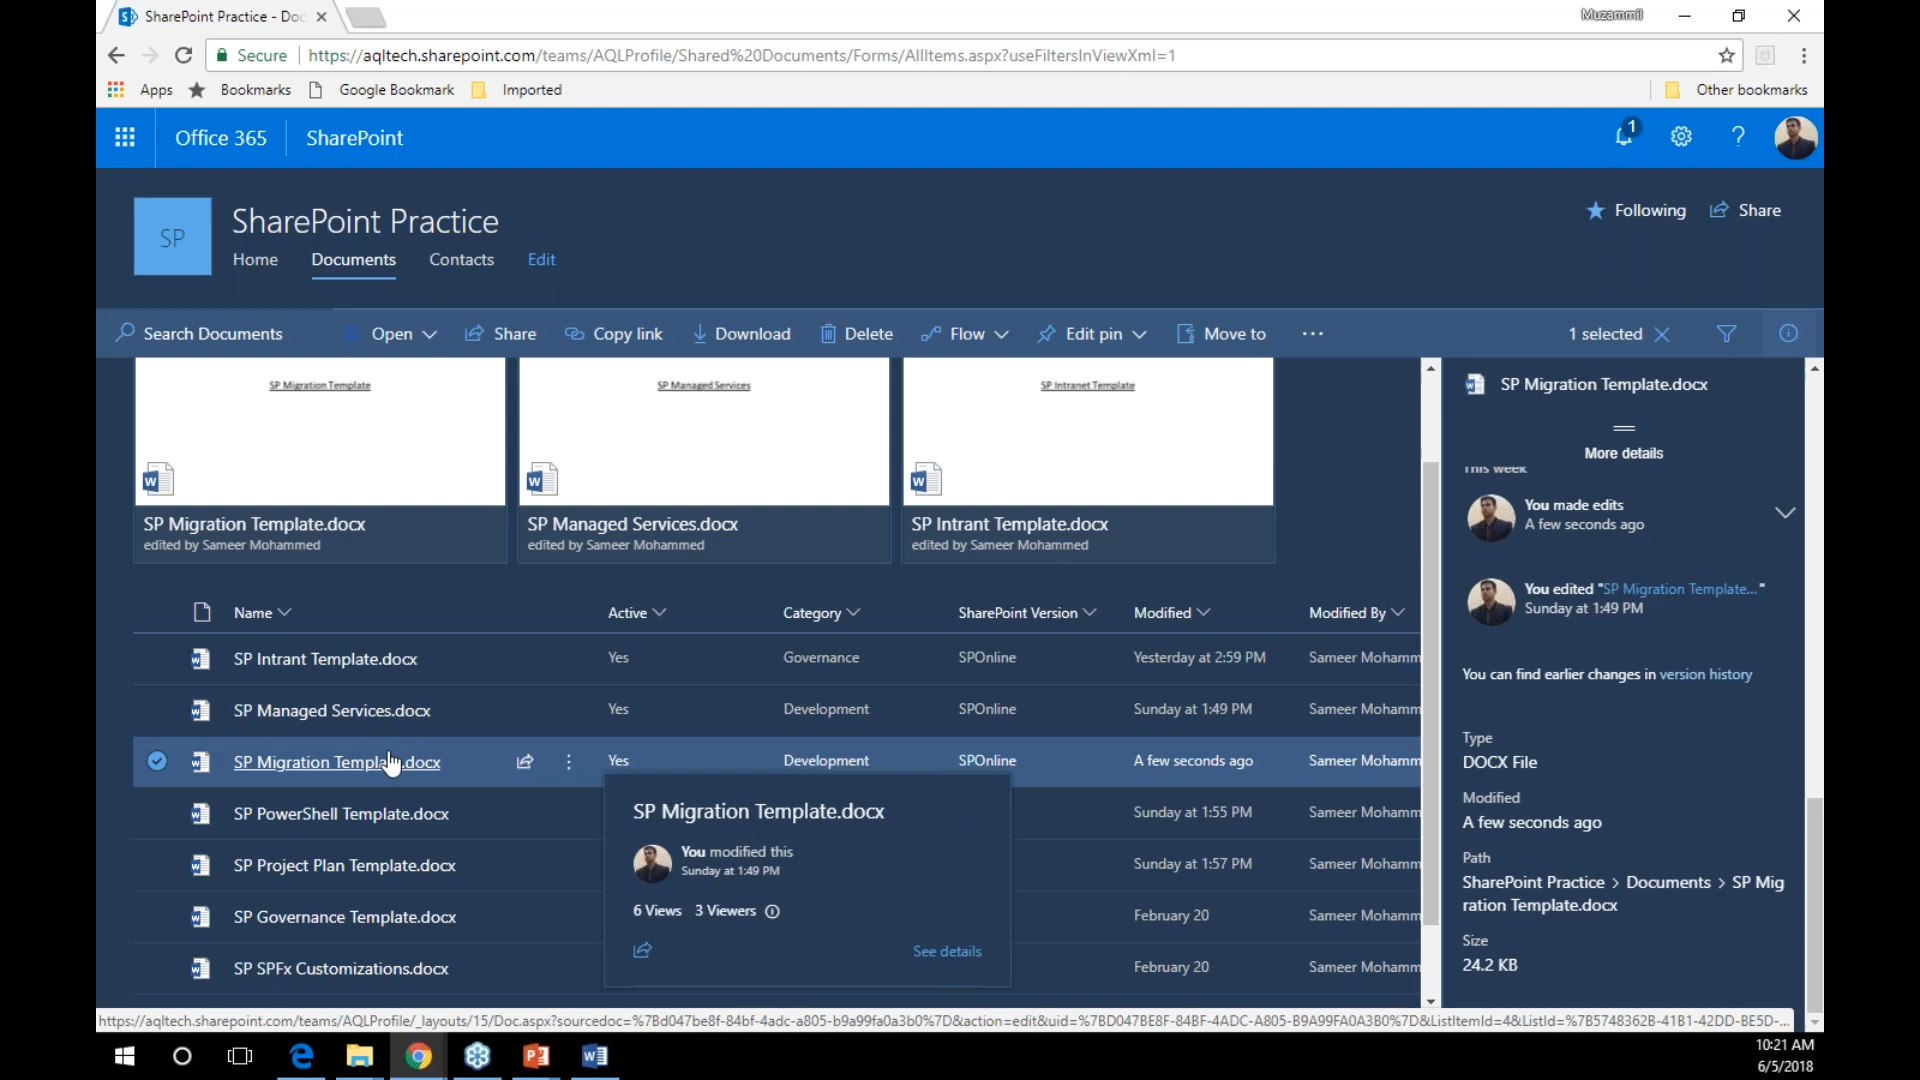 SharePoint Practice - Doc
Muzammil
Secure https://aqltech.sharepoint.com/teams/AQLProfile/Shared%20Documents/Forms/AllItems.aspx?useFiltersInViewXml=1
Apps Bookmarks Google Bookmark Imported Other bookmarks
Office 365 SharePoint 1 ?
SP
SharePoint Practice
Following Share
Home Documents Contacts Edit
Search Documents Open Share Copy link Download Delete Flow Edit pin Move to ... 1 selected
SP Migration Template
SP Managed Services
SP Intranet Template
SP Migration Template.docx
edited by Sameer Mohammed
SP Managed Services.docx
edited by Sameer Mohammed
SP Intrant Template.docx
edited by Sameer Mohammed
Name Active Category SharePoint Version Modified Modified By
SP Intrant Template.docx Yes Governance SPOnline Yesterday at 2:59 PM Sameer Mohamm
SP Managed Services.docx Yes Development SPOnline Sunday at 1:49 PM Sameer Mohamm
SP Migration Template.docx Yes Development SPOnline A few seconds ago Sameer Mohamm
SP PowerShell Template.docx Sunday at 1:55 PM Sameer Mohamm
SP Project Plan Template.docx Sunday at 1:57 PM Sameer Mohamm
SP Governance Template.docx February 20 Sameer Mohamm
SP SPFx Customizations.docx February 20 Sameer Mohamm
SP Migration Template.docx
You modified this
Sunday at 1:49 PM
6 Views 3 Viewers
See details
SP Migration Template.docx
More details
This week
You made edits
A few seconds ago
You edited "SP Migration Template..."
Sunday at 1:49 PM
You can find earlier changes in version history
Type
DOCX File
Modified
A few seconds ago
Path
SharePoint Practice > Documents > SP Mig
ration Template.docx
Size
24.2 KB
https://aqltech.sharepoint.com/teams/AQLProfile/_layouts/15/Doc.aspx?sourcedoc=%7Bd047be8f-84bf-4adc-a805-b9a99fa0a3b0%7D&action=edit&uid=%7BD047BE8F-84BF-4ADC-A805-B9A99FA0A3B0%7D&ListItemId=4&ListId=%7B5748362B-41B1-42DD-BE5D-...
10:21 AM
6/5/2018